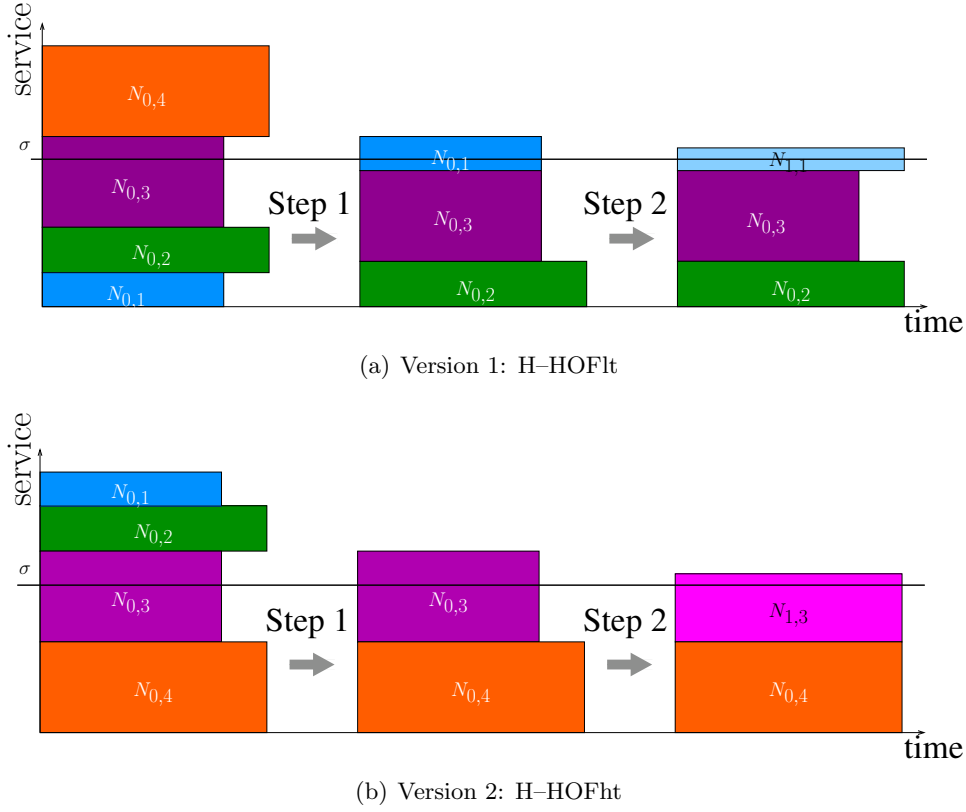 service
σ
N0,4
N0,3
N0,2
N0,1
Step 1
N0,1
N0,3
N0,2
Step 2
N1,1
N0,3
N0,2
time
(a) Version 1: H–HOFlt
service
σ
N0,1
N0,2
N0,3
N0,4
Step 1
N0,3
N0,4
Step 2
N1,3
N0,4
time
(b) Version 2: H–HOFht